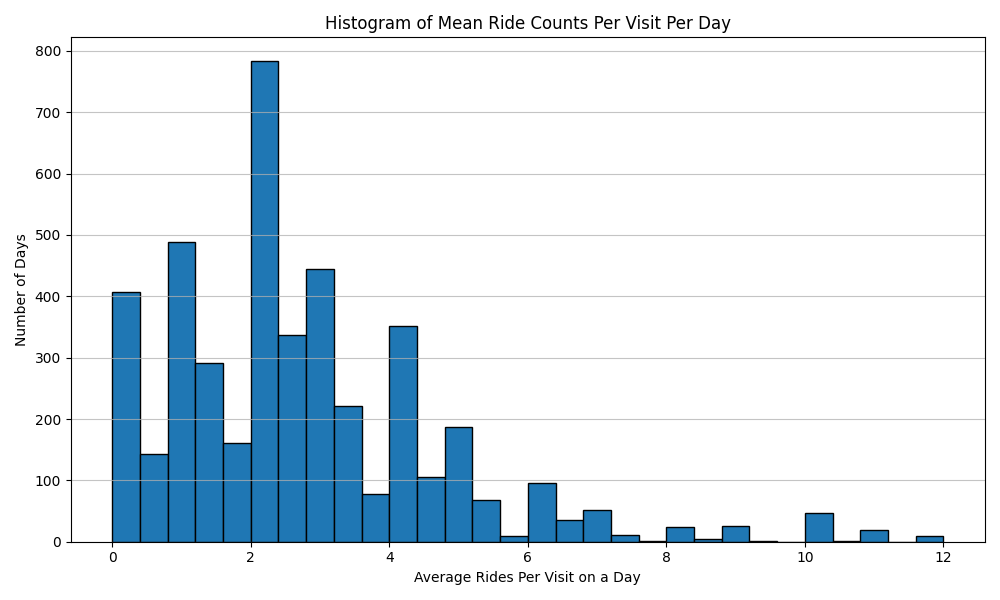 Histogram of Mean Ride Counts Per Visit Per Day
800
700
600
500
400
300
200
100
0
Number of Days
0 2 4 6 8 10 12
Average Rides Per Visit on a Day